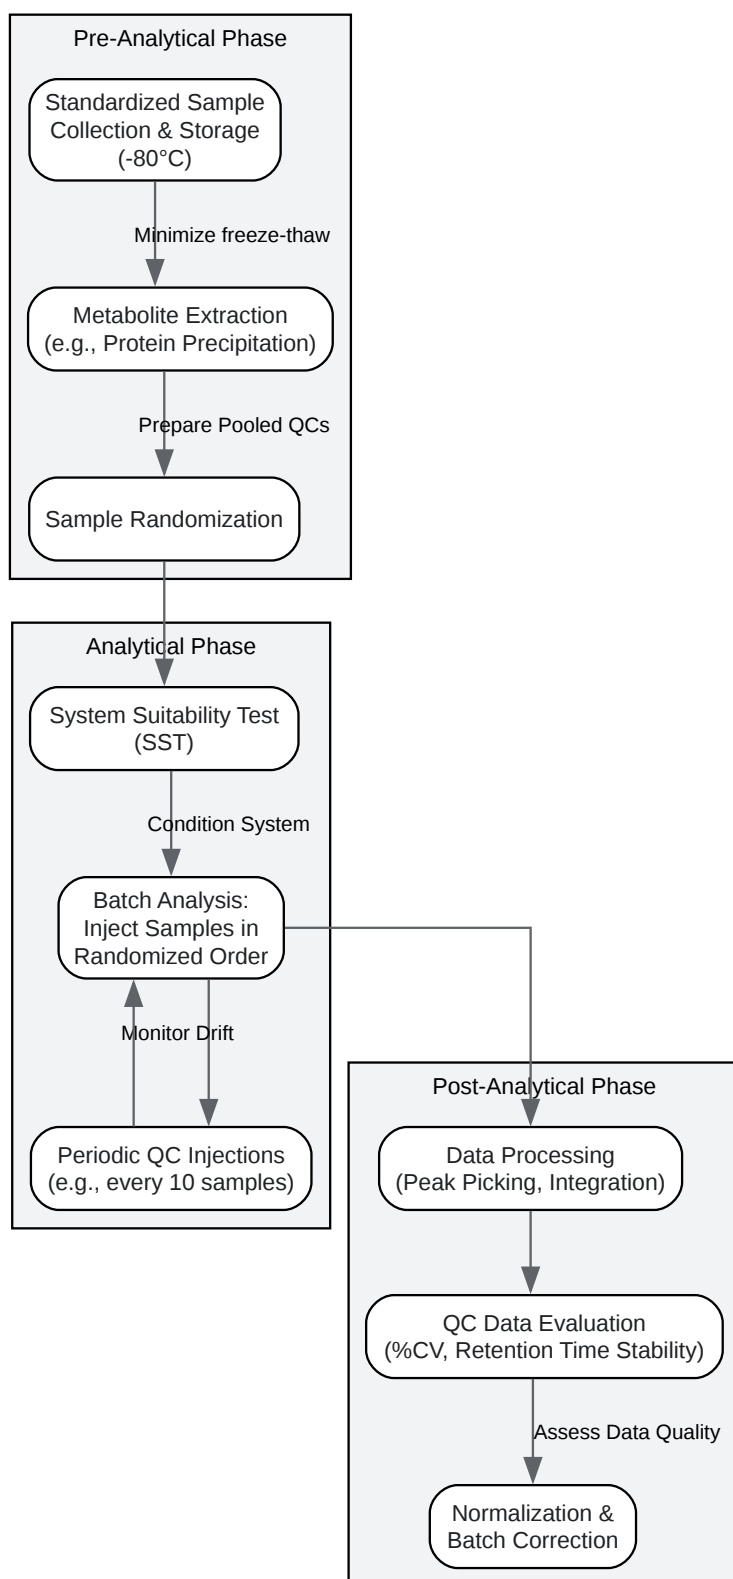 Pre-Analytical Phase
Standardized Sample
Collection & Storage
(-80°C)
Minimize freeze-thaw
Metabolite Extraction
(e.g., Protein Precipitation)
Prepare Pooled QCs
Sample Randomization
Analytical Phase
System Suitability Test
(SST)
Condition System
Batch Analysis:
Inject Samples in
Randomized Order
Monitor Drift
Periodic QC Injections
(e.g., every 10 samples)
Post-Analytical Phase
Data Processing
(Peak Picking, Integration)
QC Data Evaluation
(%CV, Retention Time Stability)
Assess Data Quality
Normalization &
Batch Correction